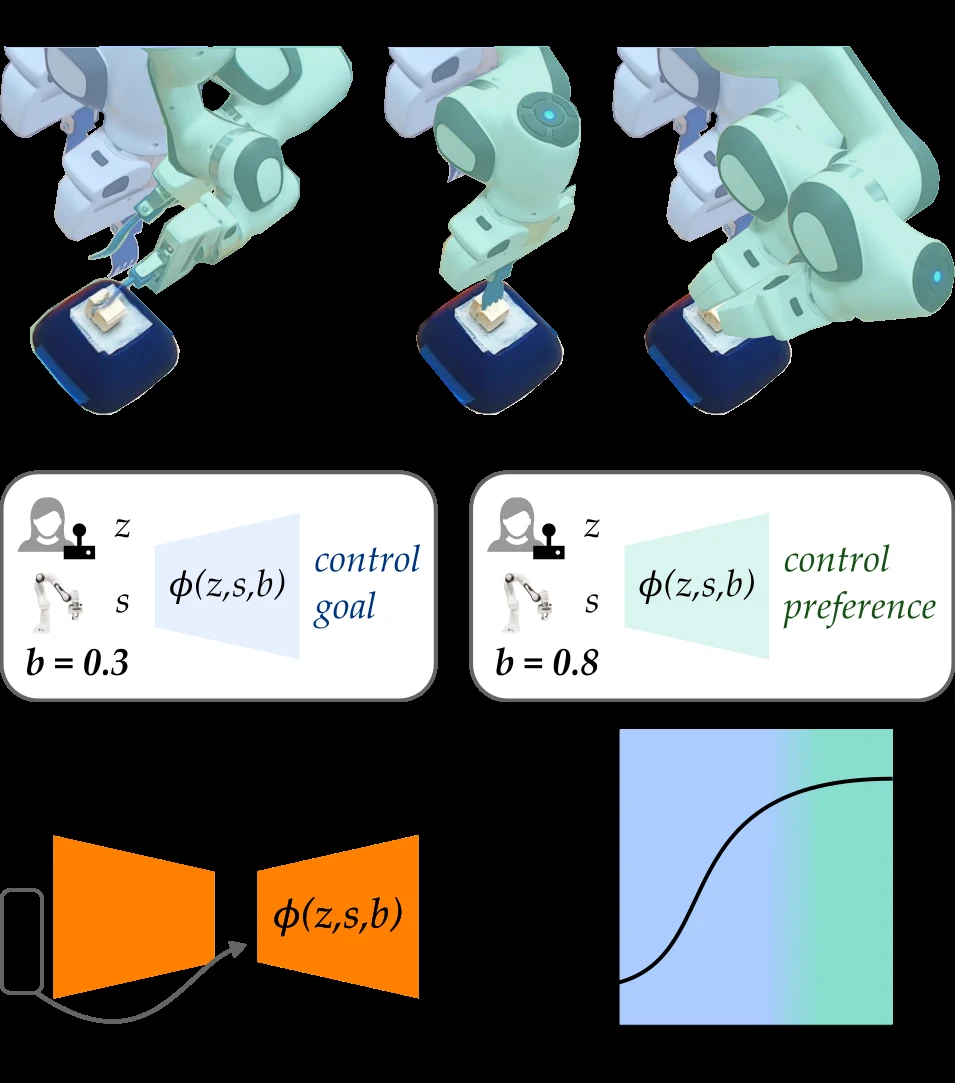 z
ϕ(z,s,b)
control
goal
s
b = 0.3
z
ϕ(z,s,b)
control
preference
s
b = 0.8
ϕ(z,s,b)